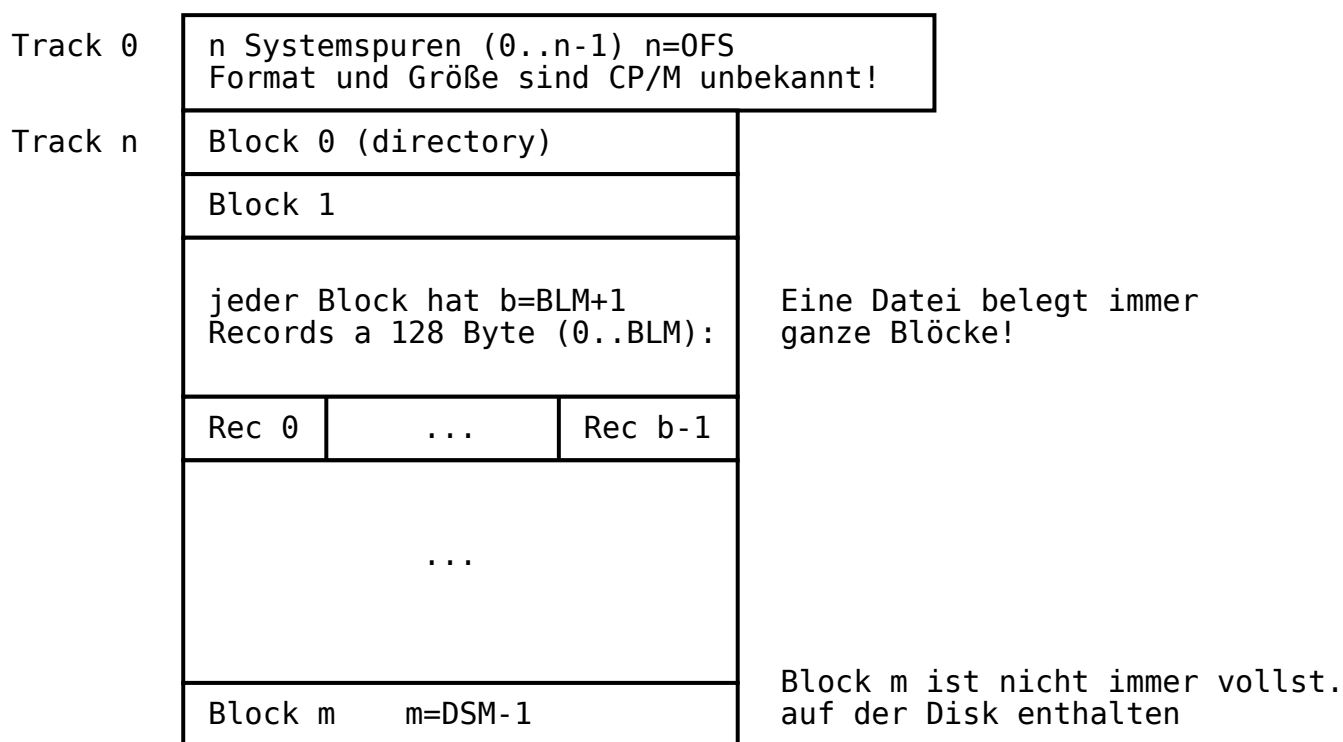 Track 0
n Systemspuren (0..n-1) n=OFS
Format und Größe sind CP/M unbekannt!
Track n
Block 0 (directory)
Block 1
jeder Block hat b=BLM+1
Records a 128 Byte (0..BLM):
Eine Datei belegt immer
ganze Blöcke!
Rec 0
...
Rec b-1
...
Block m m=DSM-1
Block m ist nicht immer vollst.
auf der Disk enthalten